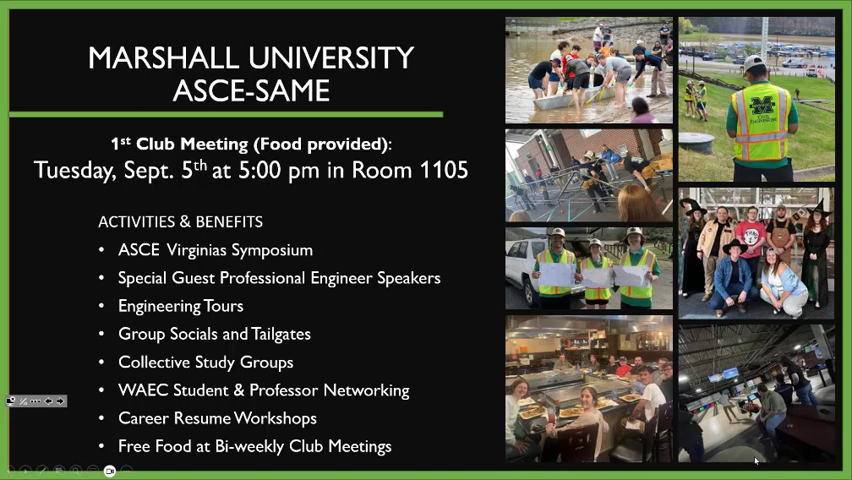 MARSHALL UNIVERSITY
ASCE-SAME
1st Club Meeting (Food provided):
Tuesday, Sept. 5th at 5:00 pm in Room 1105
ACTIVITIES & BENEFITS
• ASCE Virginias Symposium
• Special Guest Professional Engineer Speakers
• Engineering Tours
• Group Socials and Tailgates
• Collective Study Groups
• WAEC Student & Professor Networking
• Career Resume Workshops
• Free Food at Bi-weekly Club Meetings